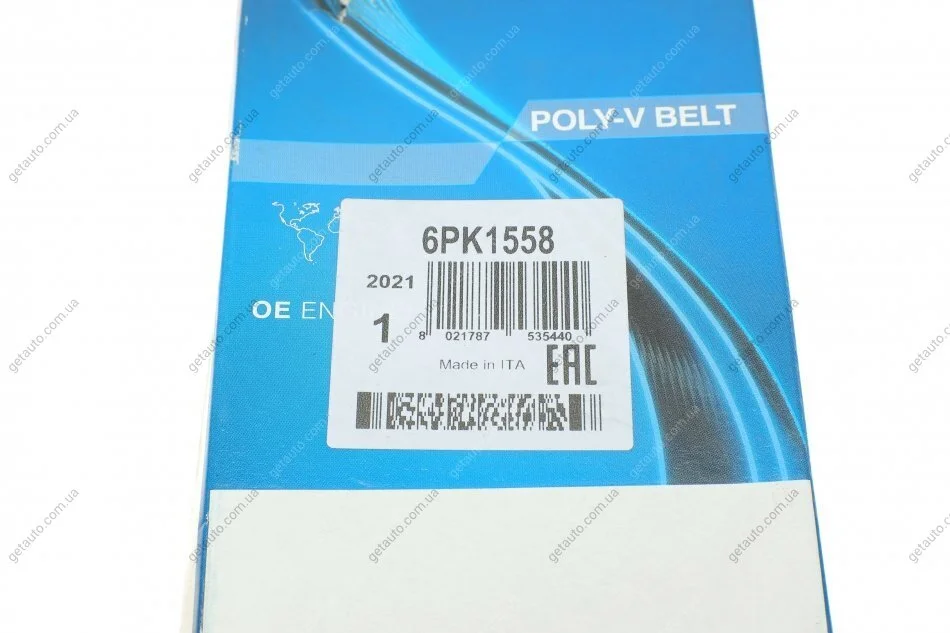 POLY-V BELT
6PK1558
2021
1
8 021787 535440
OE EN
Made in ITA
EAC
getauto.com.ua